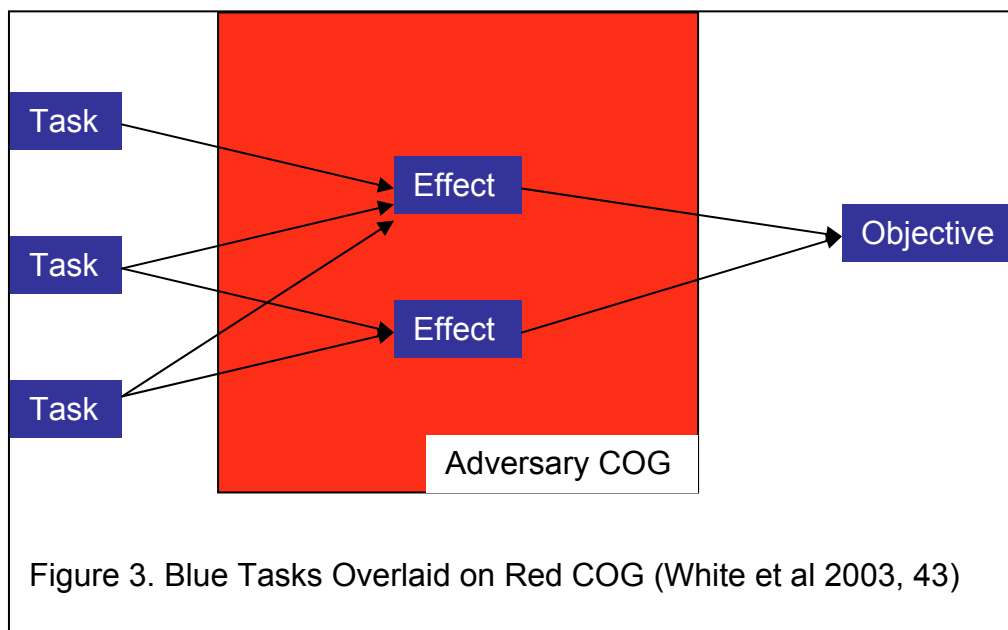 Task
Effect
Objective
Task
Effect
Task
Adversary COG
Figure 3. Blue Tasks Overlaid on Red COG (White et al 2003, 43)